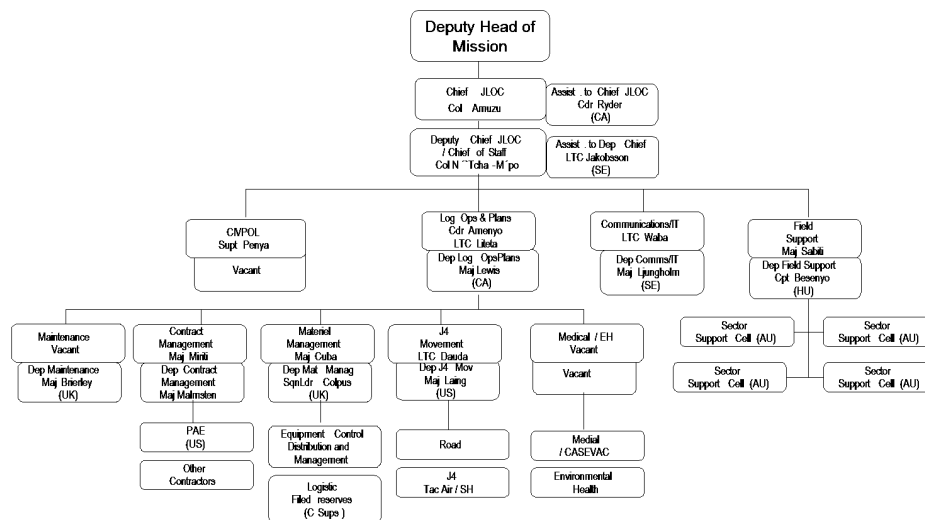 Deputy Head of
Mission
Chief JLOC
Col Amuzu
Assist . to Chief JLOC
Cdr Ryder
(CA)
Deputy Chief JLOC
/ Chief of Staff
Col N´´Tcha -M´po
Assist . to Dep Chief
LTC Jakobsson
(SE)
CIVPOL
Supt Penya
Vacant
Log Ops & Plans
Cdr Amenyo
LTC Liteta
Dep Log OpsPlans
Maj Lewis
(CA)
Communications/IT
LTC Waba
Dep Comms/IT
Maj Ljungholm
(SE)
Field
Support
Maj Sabiti
Dep Field Support
Cpt Besenyo
(HU)
Sector
Support Cell (AU)
Sector
Support Cell (AU)
Sector
Support Cell (AU)
Sector
Support Cell (AU)
Maintenance
Vacant
Dep Maintenance
Maj Brierley
(UK)
Contract
Management
Maj Miriti
Dep Contract
Management
Maj Malmsten
PAE
(US)
Other
Contractors
Materiel
Management
Maj Cuba
Dep Mat Manag
SqnLdr Colpus
(UK)
Equipment Control
Distribution and
Management
Logistic
Filed reserves
(C Sups )
J4
Movement
LTC Dauda
Dep J4 Mov
Maj Laing
(US)
Road
J4
Tac Air / SH
Medical / EH
Vacant
Vacant
Medial
/ CASEVAC
Environmental
Health